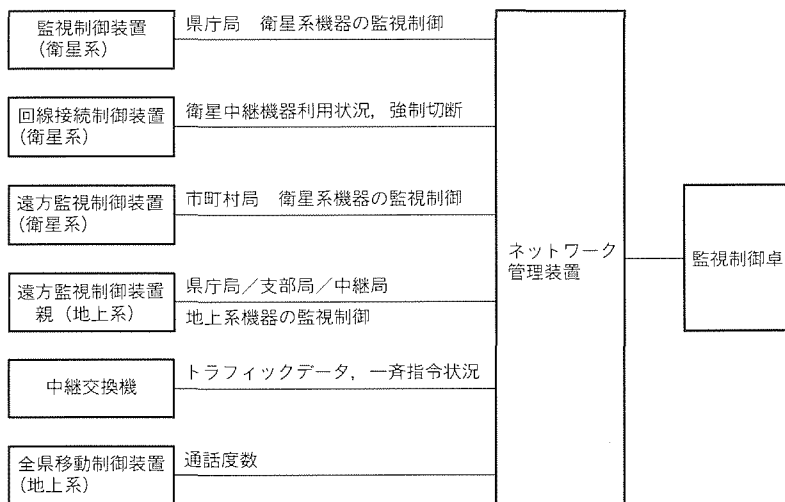 監視制御装置
(衛星系)
県庁局　衛星系機器の監視制御
回線接続制御装置
(衛星系)
衛星中継機器利用状況，強制切断
遠方監視制御装置
(衛星系)
市町村局　衛星系機器の監視制御
遠方監視制御装置
親（地上系）
県庁局／支部局／中継局
地上系機器の監視制御
中継交換機
トラフィックデータ，一斉指令状況
全県移動制御装置
(地上系)
通話度数
ネットワーク
管理装置
監視制御卓